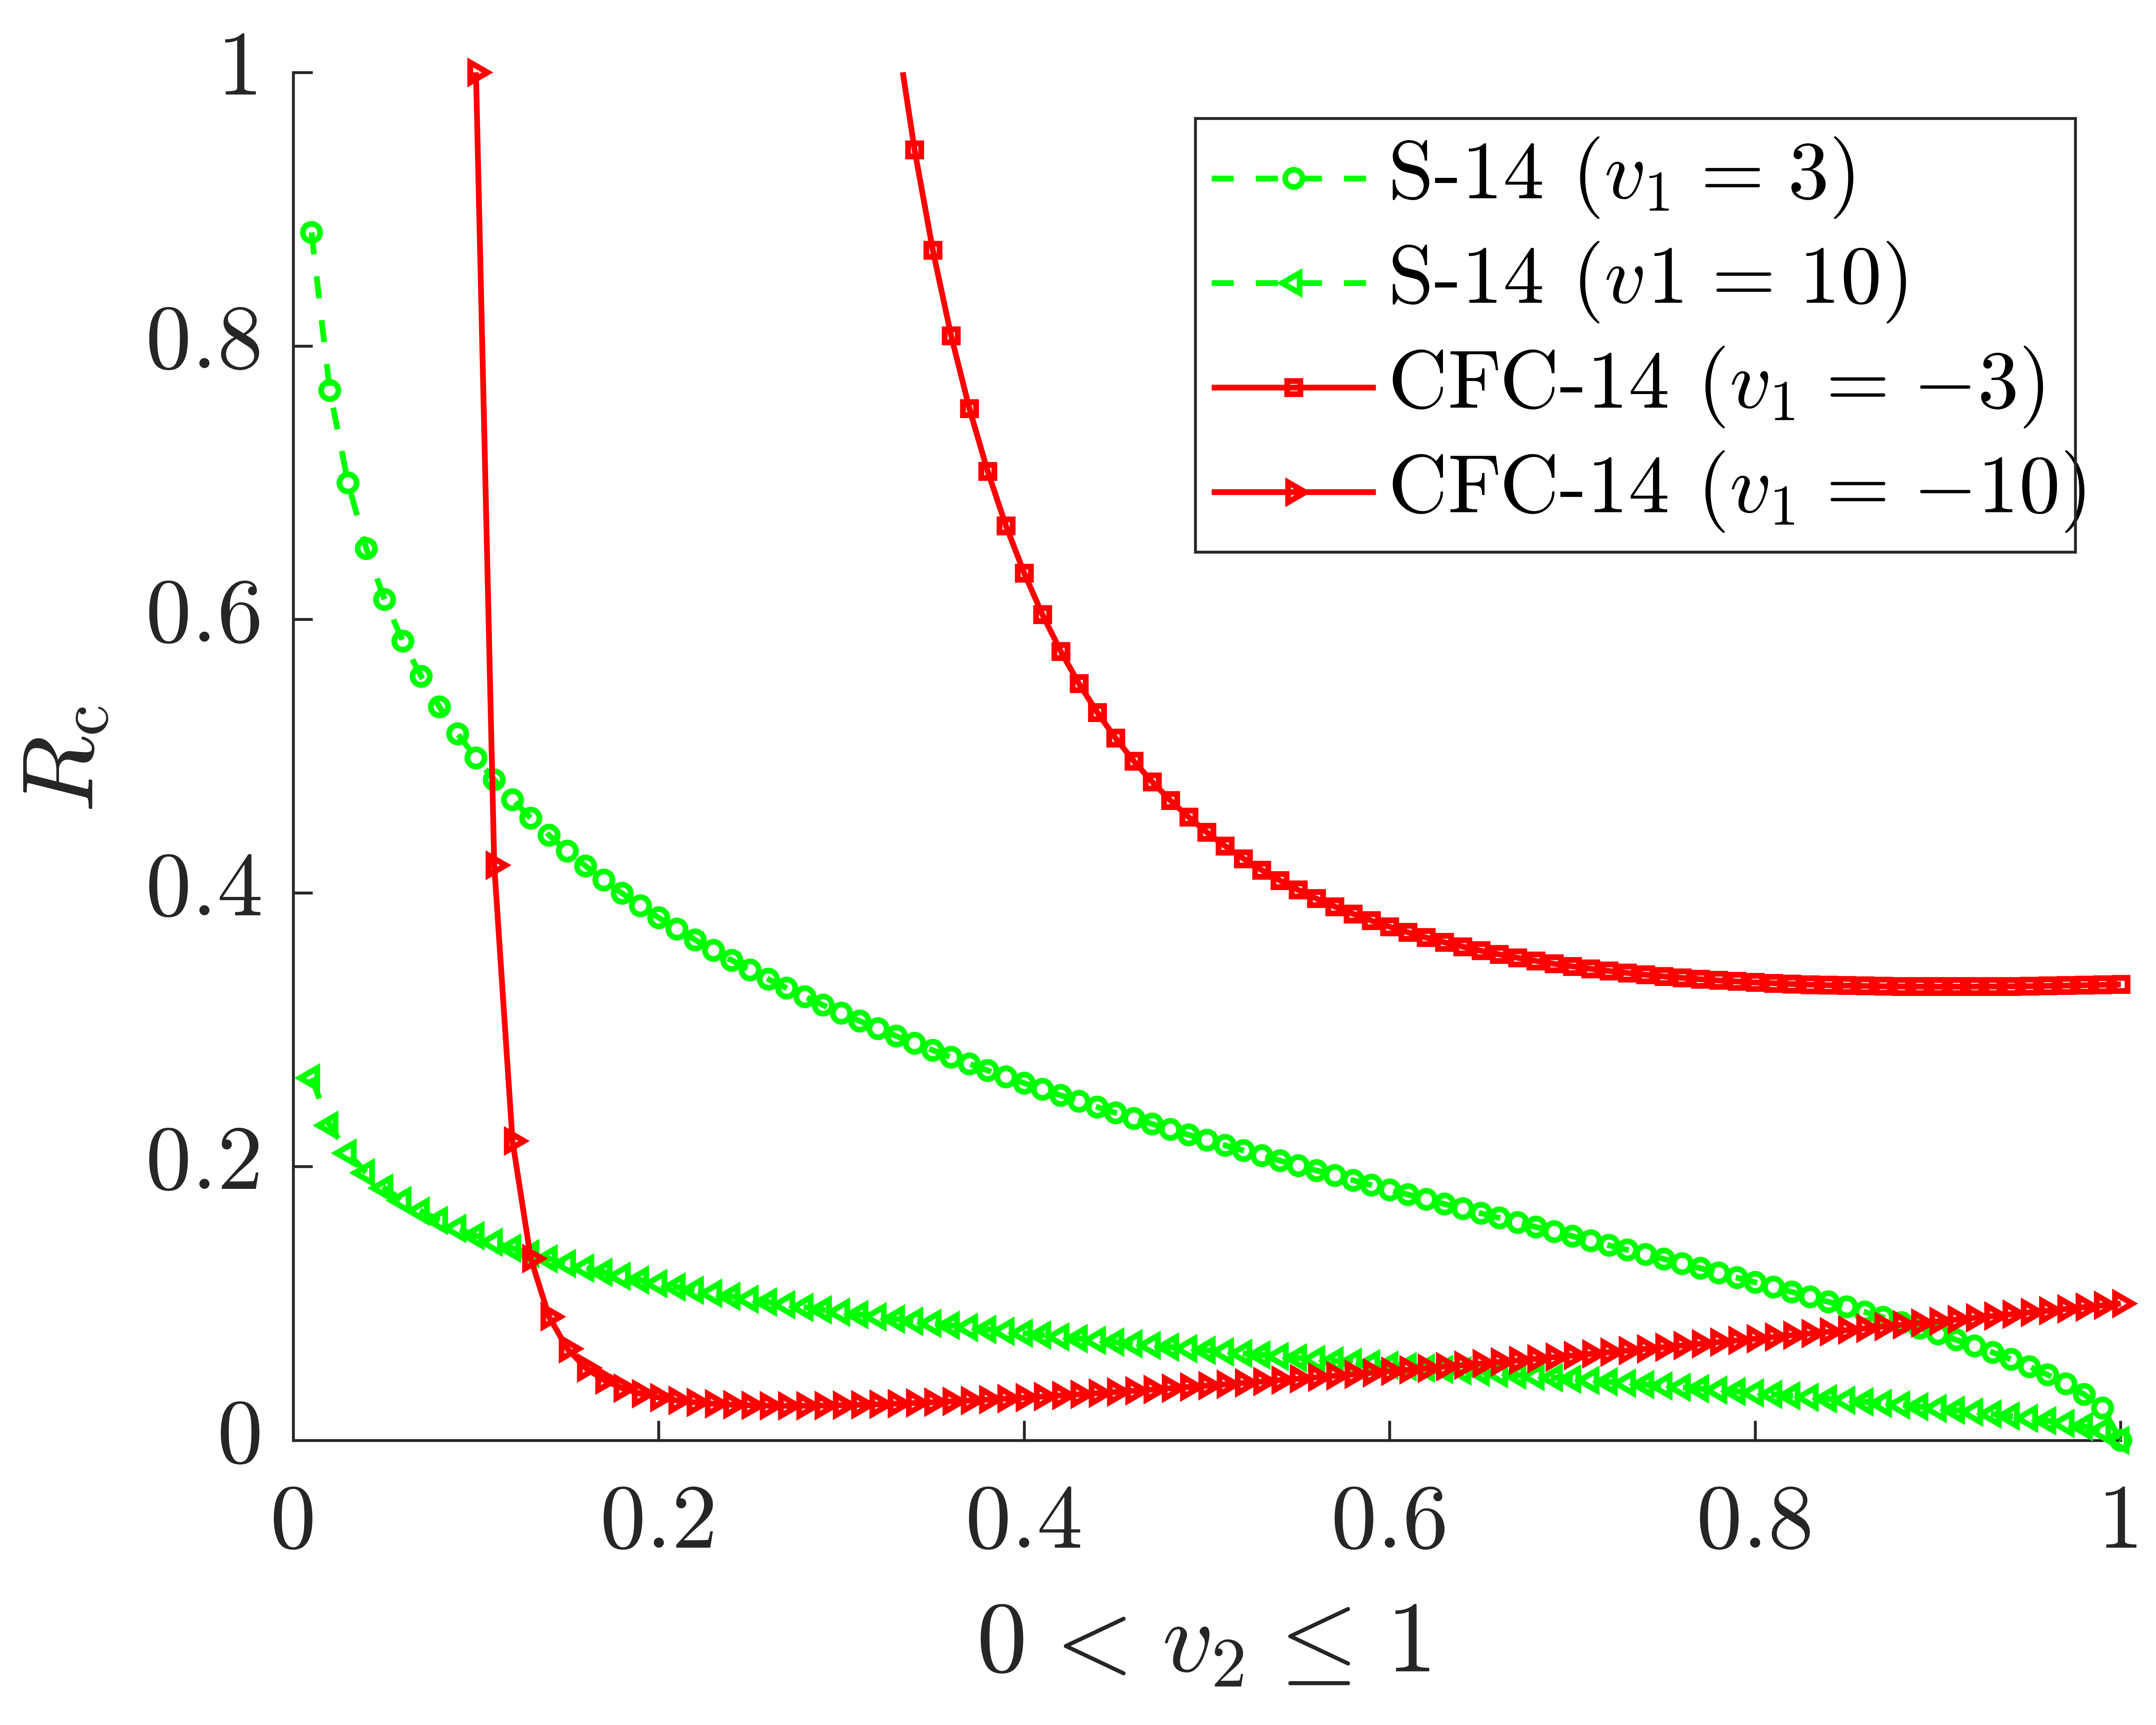 1
0.8
0.6
0.4
0.2
0
R_c
S-14 (v_1 = 3)
S-14 (v1 = 10)
CFC-14 (v_1 = −3)
CFC-14 (v_1 = −10)
0 0.2 0.4 0.6 0.8 1
0 < v_2 ≤ 1